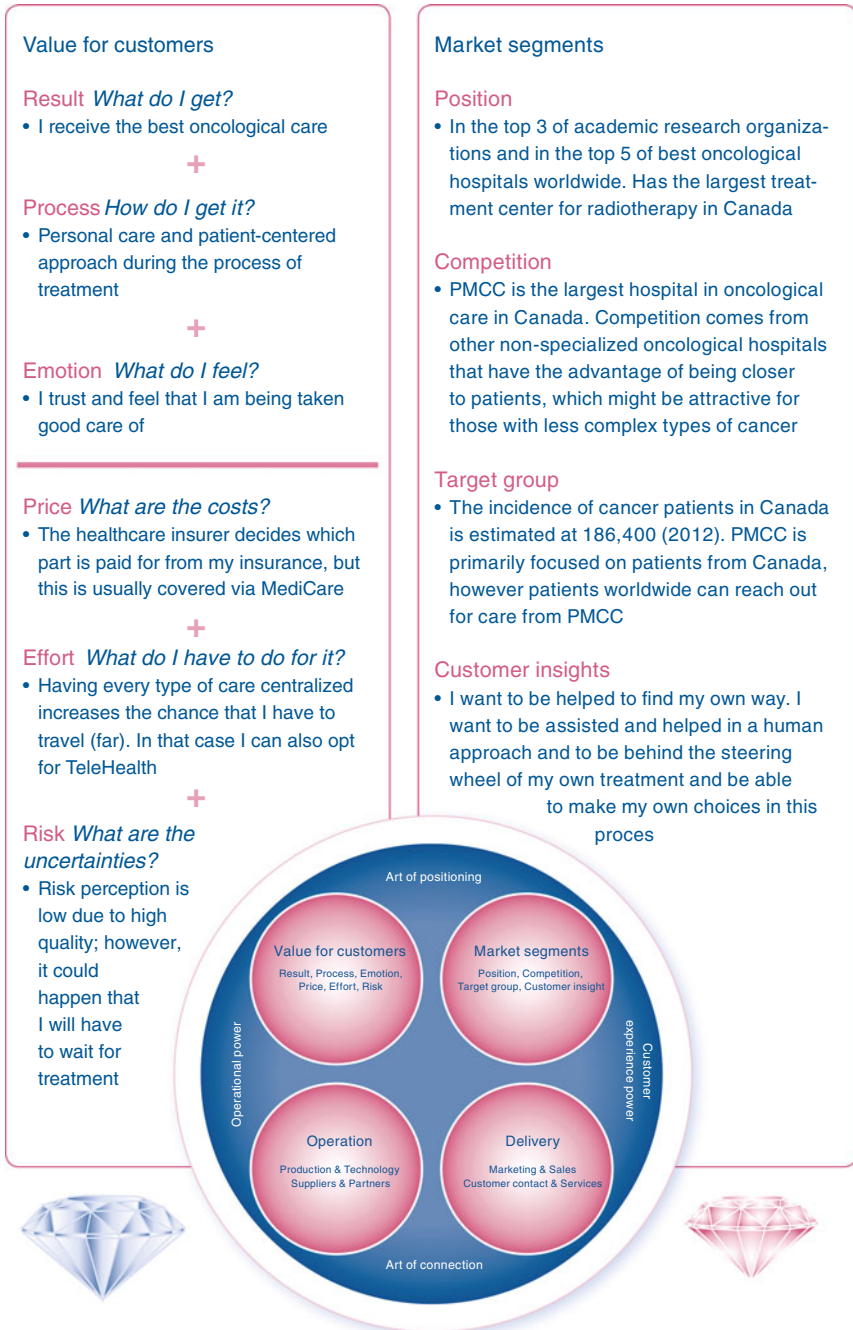 Value for customers
Result What do I get?
• I receive the best oncological care
+
Process How do I get it?
• Personal care and patient-centered
approach during the process of
treatment
+
Emotion What do I feel?
• I trust and feel that I am being taken
good care of
Price What are the costs?
• The healthcare insurer decides which
part is paid for from my insurance, but
this is usually covered via MediCare
+
Effort What do I have to do for it?
• Having every type of care centralized
increases the chance that I have to
travel (far). In that case I can also opt
for TeleHealth
+
Risk What are the
uncertainties?
• Risk perception is
low due to high
quality; however,
it could
happen that
I will have
to wait for
treatment
Market segments
Position
• In the top 3 of academic research organiza-
tions and in the top 5 of best oncological
hospitals worldwide. Has the largest treat-
ment center for radiotherapy in Canada
Competition
• PMCC is the largest hospital in oncological
care in Canada. Competition comes from
other non-specialized oncological hospitals
that have the advantage of being closer
to patients, which might be attractive for
those with less complex types of cancer
Target group
• The incidence of cancer patients in Canada
is estimated at 186,400 (2012). PMCC is
primarily focused on patients from Canada,
however patients worldwide can reach out
for care from PMCC
Customer insights
• I want to be helped to find my own way. I
want to be assisted and helped in a human
approach and to be behind the steering
wheel of my own treatment and be able
to make my own choices in this
proces
Art of positioning
Value for customers
Result, Process, Emotion,
Price, Effort, Risk
Market segments
Position, Competition,
Target group, Customer insight
Operational power
Customer
experience power
Operation
Production & Technology
Suppliers & Partners
Delivery
Marketing & Sales
Customer contact & Services
Art of connection